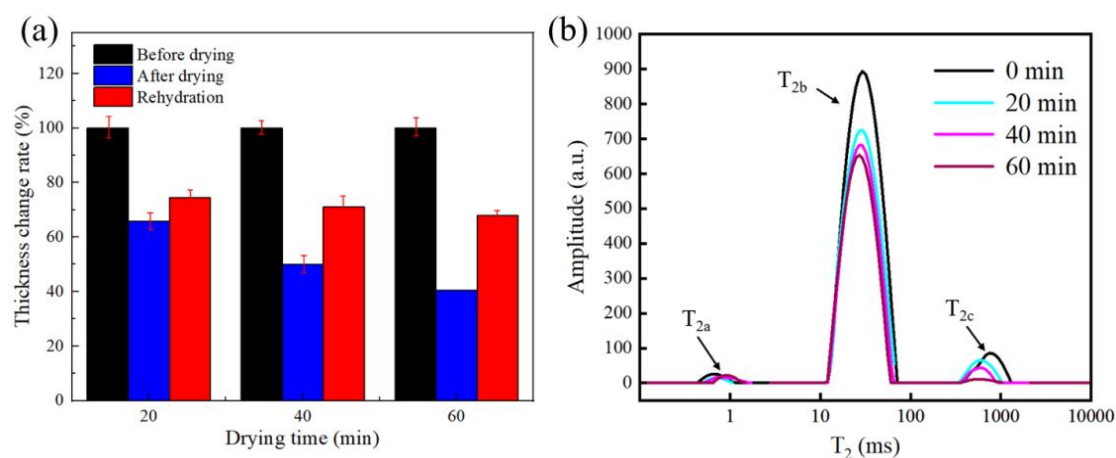 (a)
Before drying
After drying
Rehydration
Thickness change rate (%)
120
100
80
60
40
20
0
20
40
60
Drying time (min)
(b)
T2b
T2a
T2c
0 min
20 min
40 min
60 min
Amplitude (a.u.)
1000
900
800
700
600
500
400
300
200
100
0
1
10
100
1000
10000
T2 (ms)